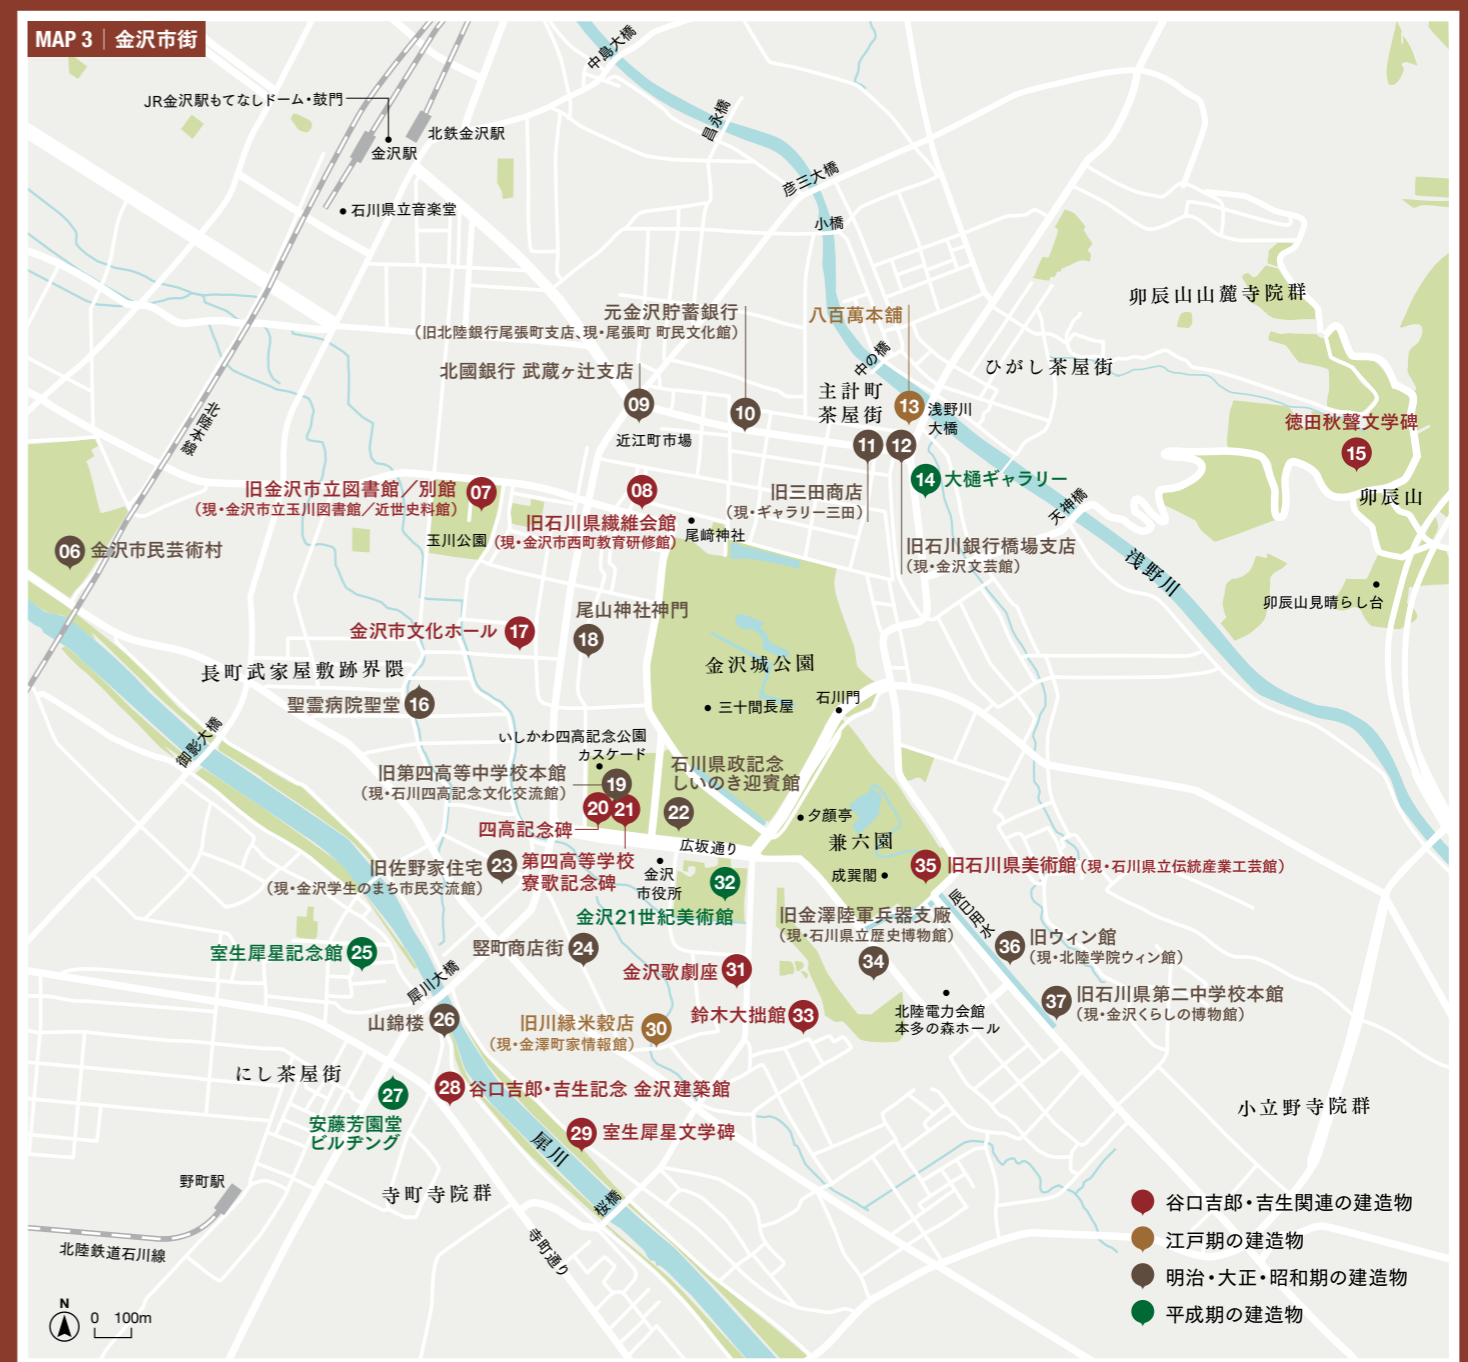 MAP 3 | 金沢市街
中島大橋
JR金沢駅もてなしドーム・鼓門
北鉄金沢駅
金沢駅
昌永橋
彦三大橋
石川県立音楽堂
小橋
卯辰山山麓寺院群
元金沢貯蓄銀行
（旧北陸銀行尾張町支店、現・尾張町 町民文化館）
八百萬本舗
中の橋
ひがし茶屋街
北國銀行 武蔵ヶ辻支店
主計町
茶屋街
09
10
13
浅野川
大橋
北陸本線
近江町市場
徳田秋聲文学碑
11
12
15
旧金沢市立図書館／別館
（現・金沢市立玉川図書館／近世史料館）
07
08
14
大樋ギャラリー
旧三田商店
（現・ギャラリー三田）
卯辰山
天神橋
旧石川県繊維会館
（現・金沢市西町教育研修館）
尾﨑神社
玉川公園
06
金沢市民芸術村
旧石川銀行橋場支店
（現・金沢文芸館）
浅野川
卯辰山見晴らし台
尾山神社神門
金沢市文化ホール
17
18
長町武家屋敷跡界隈
金沢城公園
聖霊病院聖堂
16
三十間長屋
石川門
御影大橋
いしかわ四高記念公園
カスケード
旧第四高等中学校本館
（現・石川四高記念文化交流館）
19
石川県政記念
しいのき迎賓館
20
21
22
四高記念碑
夕顔亭
兼六園
広坂通り
旧佐野家住宅
（現・金沢学生のまち市民交流館）
23
第四高等学校
寮歌記念碑
金沢
市役所
32
成巽閣
35
旧石川県美術館（現・石川県立伝統産業工芸館）
金沢21世紀美術館
旧金澤陸軍兵器支廠
（現・石川県立歴史博物館）
辰巳用水
室生犀星記念館
25
竪町商店街
24
36
旧ウィン館
（現・北陸学院ウィン館）
金沢歌劇座
31
34
犀川大橋
37
旧石川県第二中学校本館
（現・金沢くらしの博物館）
山錦楼
26
旧川縁米穀店
（現・金澤町家情報館）
30
鈴木大拙館
33
北陸電力会館
本多の森ホール
にし茶屋街
27
28
谷口吉郎・吉生記念 金沢建築館
安藤芳園堂
ビルヂング
29
室生犀星文学碑
小立野寺院群
犀川
野町駅
寺町寺院群
桜橋
寺町通り
北陸鉄道石川線
谷口吉郎・吉生関連の建造物
江戸期の建造物
明治・大正・昭和期の建造物
平成期の建造物
N
0 100m